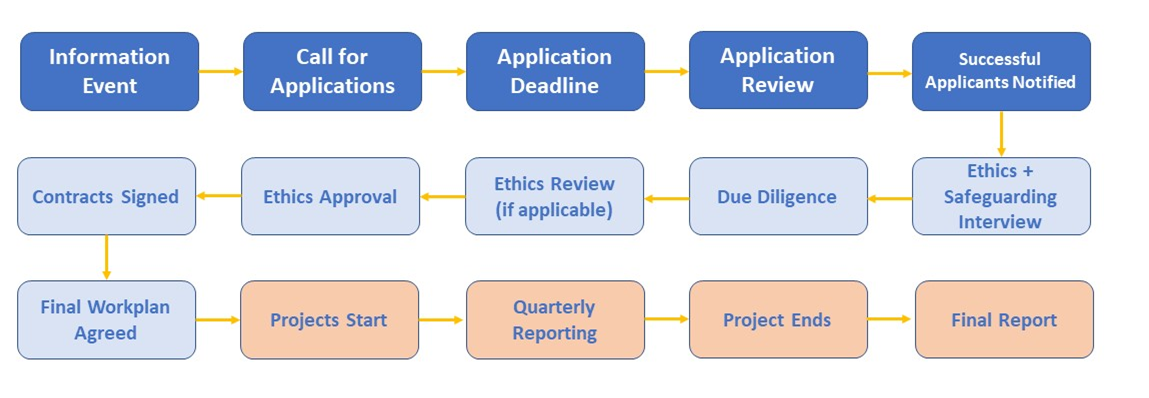 Information
Event
Call for
Applications
Application
Deadline
Application
Review
Successful
Applicants Notified
Ethics +
Safeguarding
Interview
Due Diligence
Ethics Review
(if applicable)
Ethics Approval
Contracts Signed
Final Workplan
Agreed
Projects Start
Quarterly
Reporting
Project Ends
Final Report